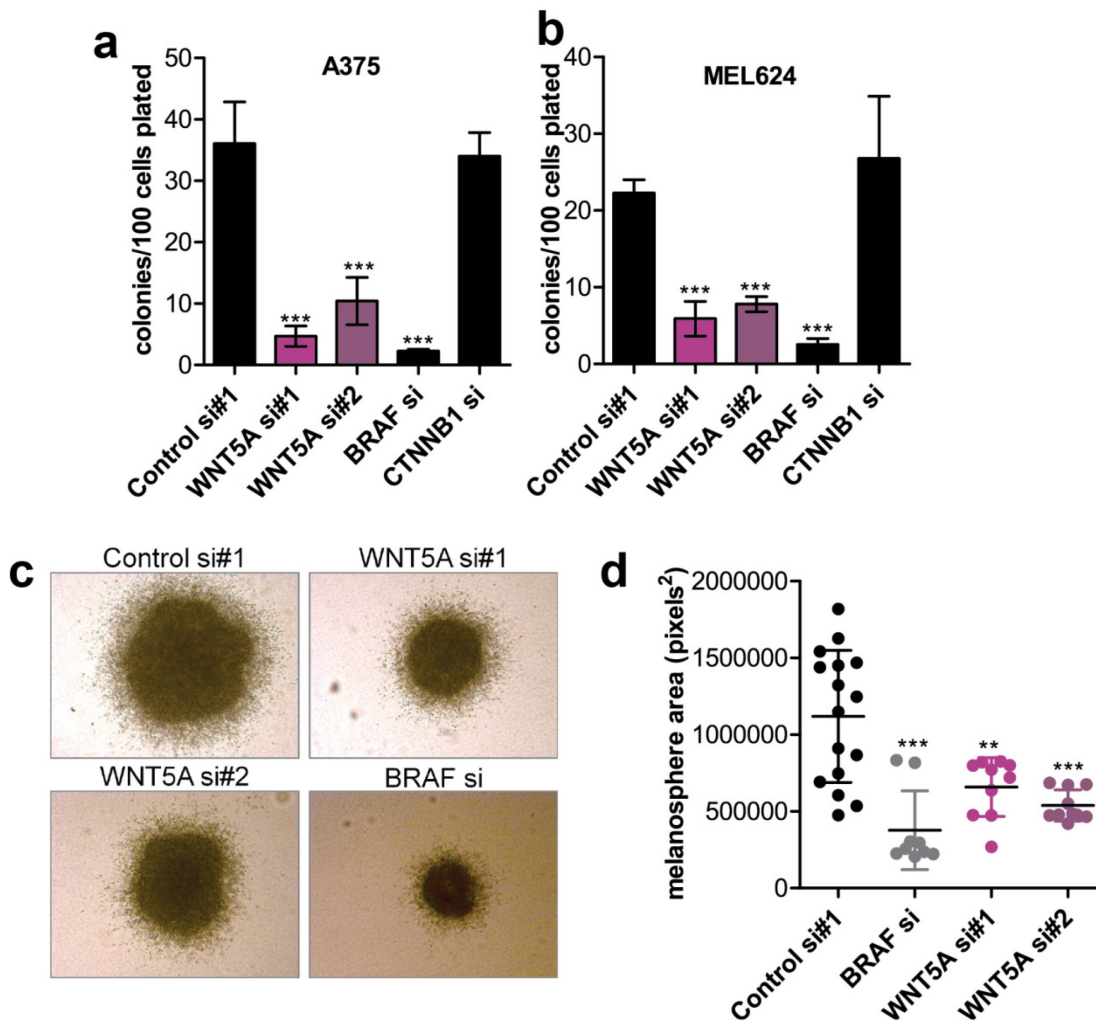 a
A375
colonies/100 cells plated
50
40
30
20
10
0
***
***
***
Control si#1
WNT5A si#1
WNT5A si#2
BRAF si
CTNNB1 si
b
MEL624
colonies/100 cells plated
40
30
20
10
0
***
***
***
Control si#1
WNT5A si#1
WNT5A si#2
BRAF si
CTNNB1 si
c
Control si#1
WNT5A si#1
WNT5A si#2
BRAF si
d
melanosphere area (pixels²)
2000000
1500000
1000000
500000
0
***
**
***
Control si#1
BRAF si
WNT5A si#1
WNT5A si#2